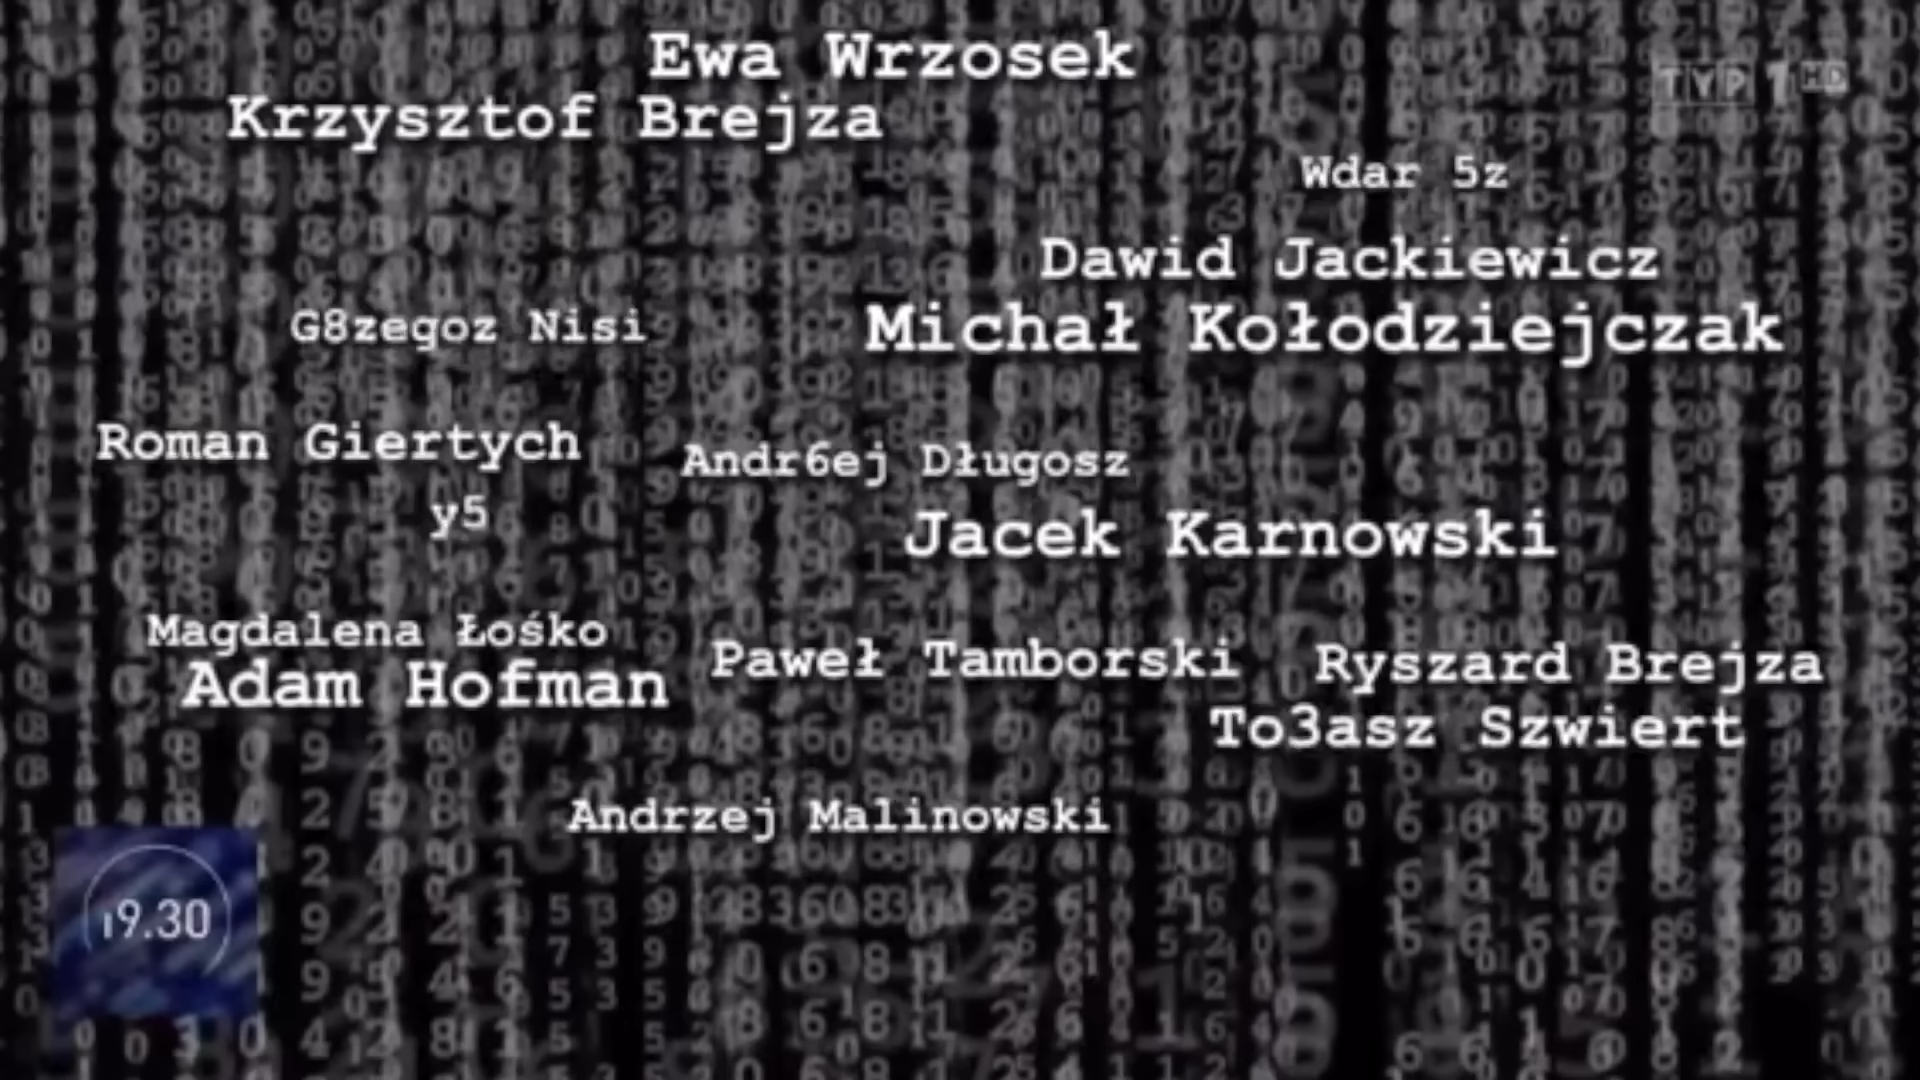 Ewa Wrzosek
TVP 1 HD
Krzysztof Brejza
Wdar 5z
Dawid Jackiewicz
G8zegoz Nisi
Michał Kołodziejczak
Roman Giertych
Andr6ej Długosz
y5
Jacek Karnowski
Magdalena Łośko
Paweł Tamborski
Ryszard Brejza
Adam Hofman
To3asz Szwiert
Andrzej Malinowski
19.30